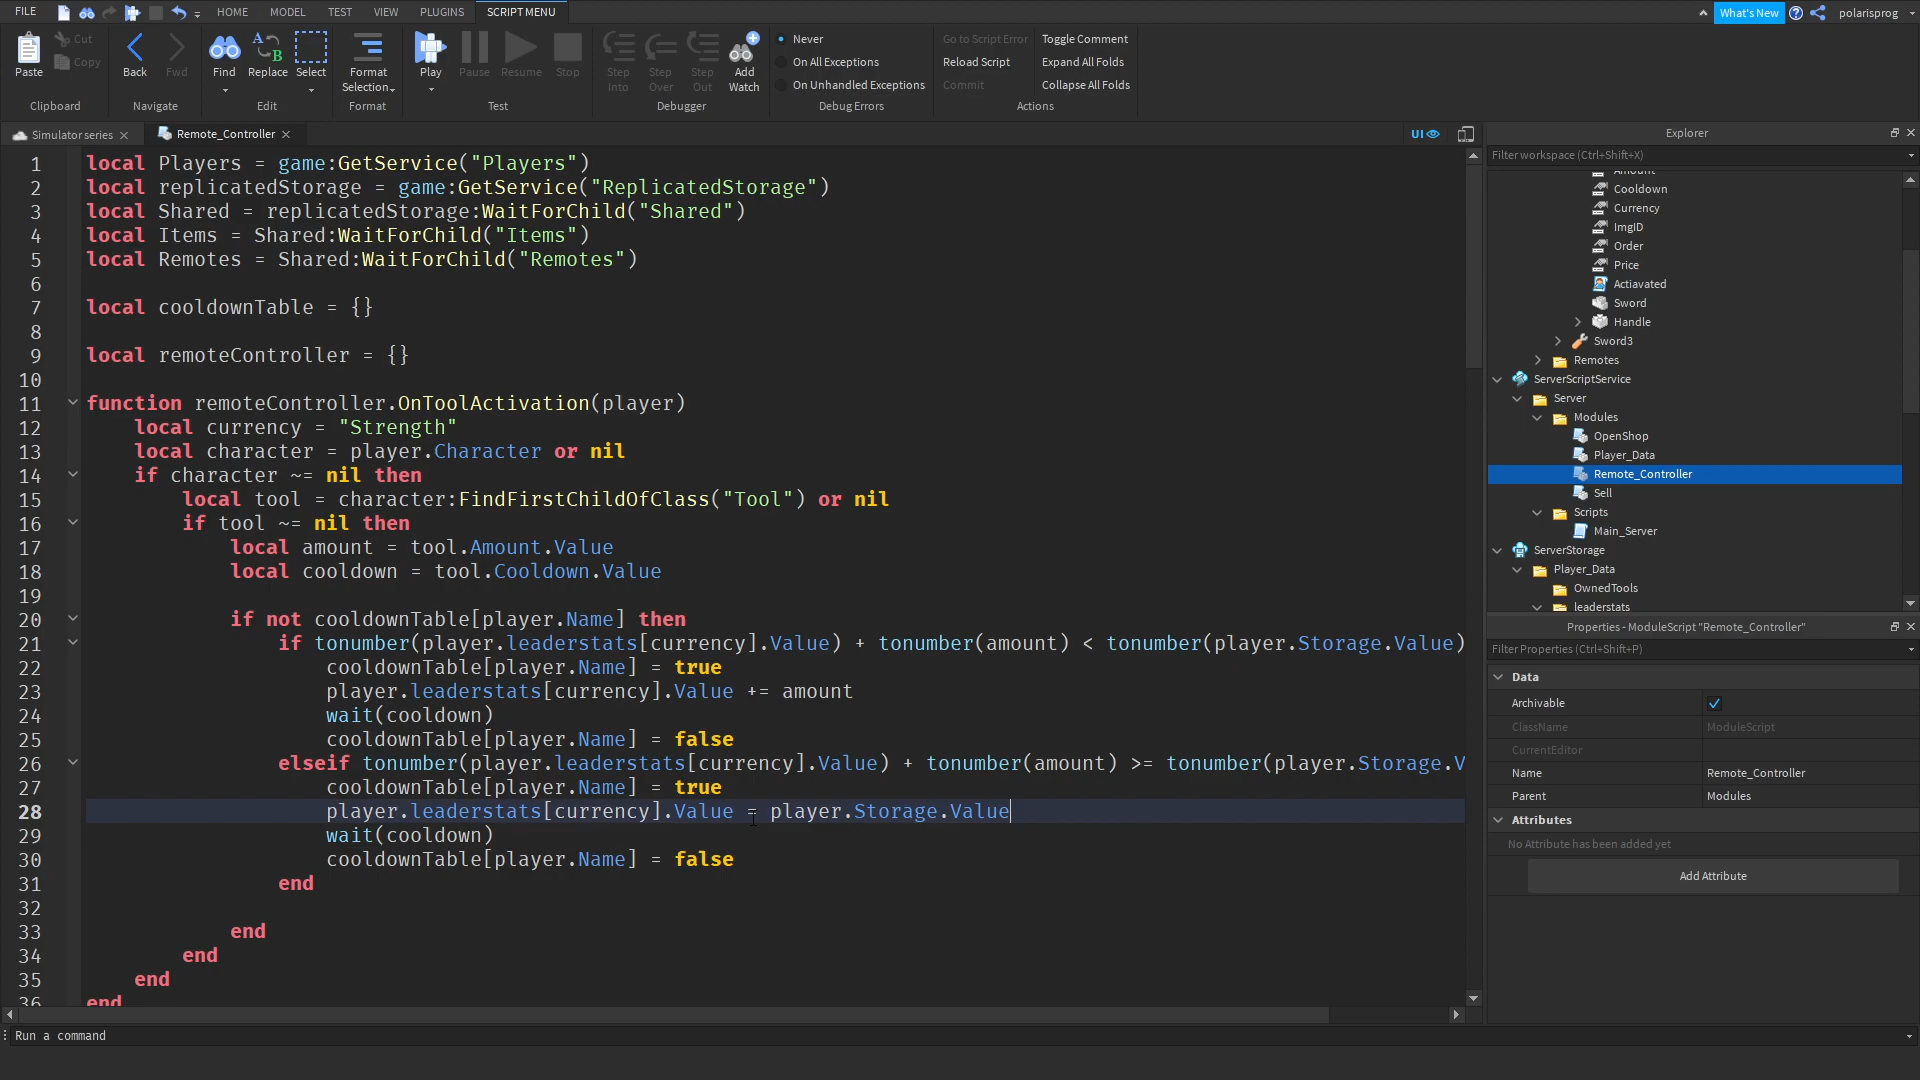 FILE HOME MODEL TEST VIEW PLUGINS SCRIPT MENU What's New polarisprog
Paste Cut Copy Clipboard
Back Fwd Navigate
Find Replace Select Edit
Format Selection Format
Play Pause Resume Stop Test
Step Into Step Over Step Out Add Watch Debugger
Never
On All Exceptions
On Unhandled Exceptions
Debug Errors
Go to Script Error Toggle Comment
Reload Script Expand All Folds
Commit Collapse All Folds
Actions
Simulator series Remote_Controller UI
1 local Players = game:GetService("Players")
2 local replicatedStorage = game:GetService("ReplicatedStorage")
3 local Shared = replicatedStorage:WaitForChild("Shared")
4 local Items = Shared:WaitForChild("Items")
5 local Remotes = Shared:WaitForChild("Remotes")
6
7 local cooldownTable = {}
8
9 local remoteController = {}
10
11 function remoteController.OnToolActivation(player)
12 local currency = "Strength"
13 local character = player.Character or nil
14 if character ~= nil then
15 local tool = character:FindFirstChildOfClass("Tool") or nil
16 if tool ~= nil then
17 local amount = tool.Amount.Value
18 local cooldown = tool.Cooldown.Value
19
20 if not cooldownTable[player.Name] then
21 if tonumber(player.leaderstats[currency].Value) + tonumber(amount) < tonumber(player.Storage.Value)
22 cooldownTable[player.Name] = true
23 player.leaderstats[currency].Value += amount
24 wait(cooldown)
25 cooldownTable[player.Name] = false
26 elseif tonumber(player.leaderstats[currency].Value) + tonumber(amount) >= tonumber(player.Storage.V
27 cooldownTable[player.Name] = true
28 player.leaderstats[currency].Value = player.Storage.Value
29 wait(cooldown)
30 cooldownTable[player.Name] = false
31 end
32
33 end
34 end
35 end
36 end
Run a command
Explorer
Filter workspace (Ctrl+Shift+X)
Amount
Cooldown
Currency
ImgID
Order
Price
Actiavated
Sword
Handle
Sword3
Remotes
ServerScriptService
Server
Modules
OpenShop
Player_Data
Remote_Controller
Sell
Scripts
Main_Server
ServerStorage
Player_Data
OwnedTools
leaderstats
Properties - ModuleScript "Remote_Controller"
Filter Properties (Ctrl+Shift+P)
Data
Archivable
ClassName ModuleScript
CurrentEditor
Name Remote_Controller
Parent Modules
Attributes
No Attribute has been added yet
Add Attribute